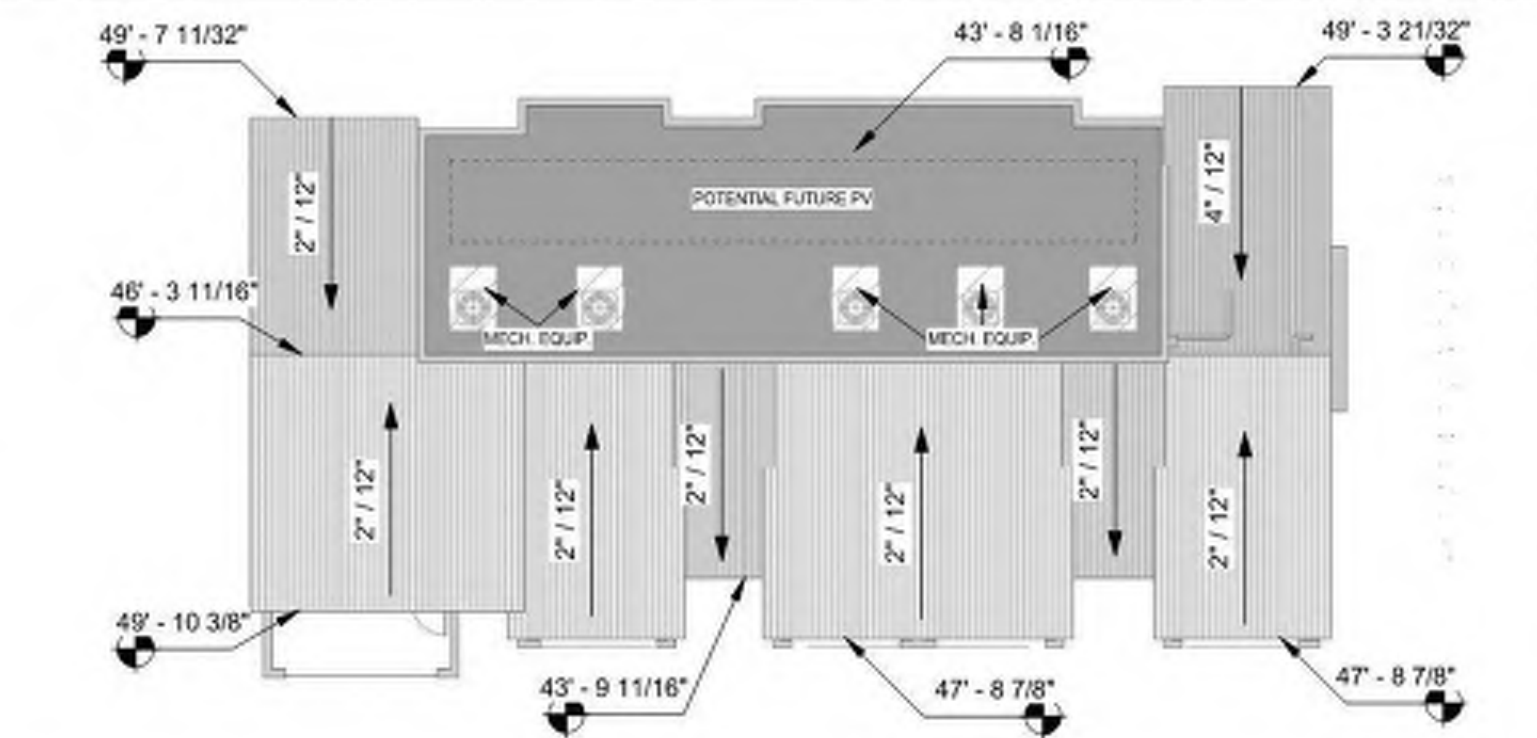 49' - 7 11/32"
43' - 8 1/16"
49' - 3 21/32"
2" / 12"
4" / 12"
POTENTIAL FUTURE PV
46' - 3 11/16"
MECH. EQUIP.
MECH. EQUIP.
2" / 12"
2" / 12"
2" / 12"
2" / 12"
2" / 12"
2" / 12"
49' - 10 3/8"
43' - 9 11/16"
47' - 8 7/8"
47' - 8 7/8"